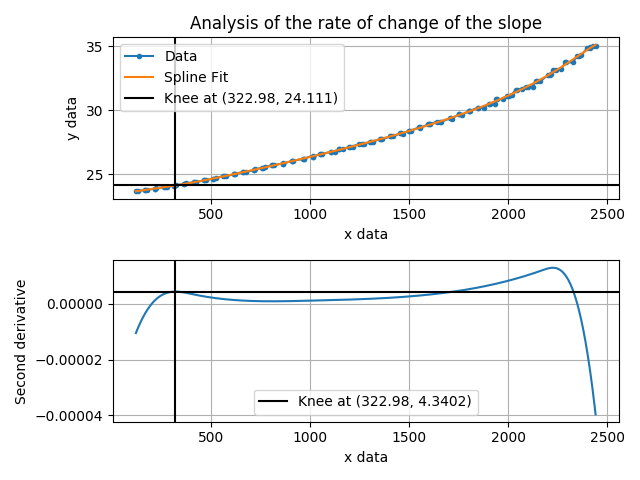 Analysis of the rate of change of the slope
Data
Spline Fit
Knee at (322.98, 24.111)
35
30
25
y data
500 1000 1500 2000 2500
x data
0.00000
−0.00002
−0.00004
Second derivative
Knee at (322.98, 4.3402)
500 1000 1500 2000 2500
x data